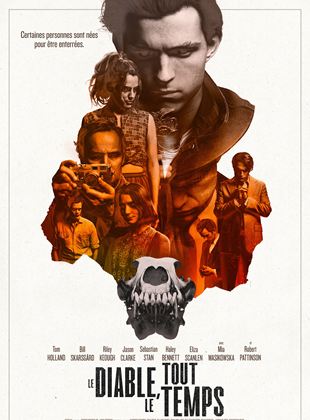 Certaines personnes sont nées
pour être enterrées.
Tom HOLLAND Bill SKARSGÅRD Riley KEOUGH Jason CLARKE Sebastian STAN Haley BENNETT Eliza SCANLEN avec Mia WASIKOWSKA et Robert PATTINSON
LE DIABLE, TOUT
LE TEMPS